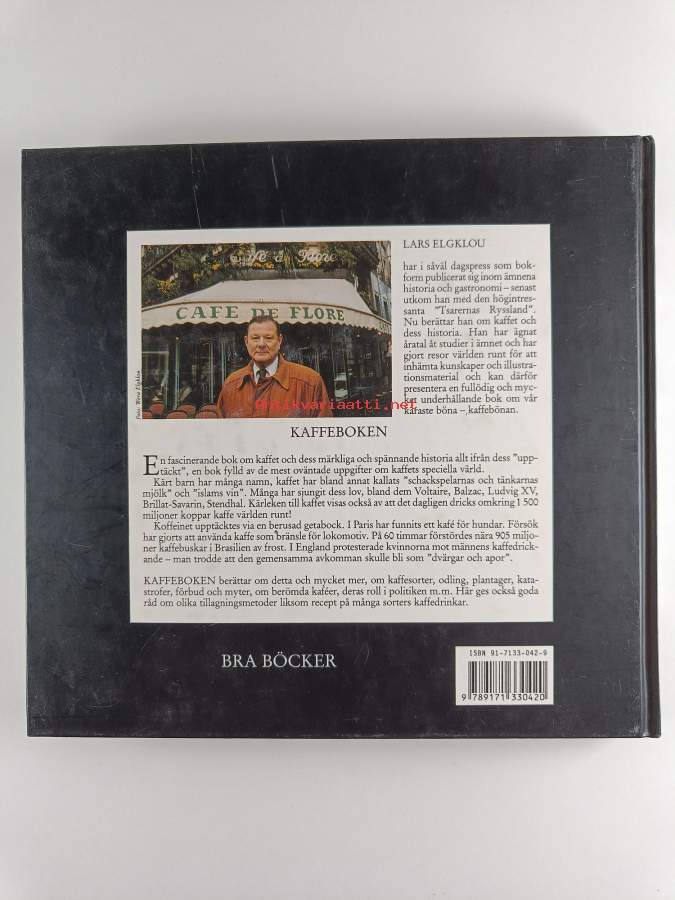 Café de Flore
CAFE DE FLORE
Antikvariaatti.net
LARS ELGKLOU
har i såväl dagspress som bok-
form publicerat sig inom ämnena
historia och gastronomi – senast
utkom han med den högintres-
santa "Tsarernas Ryssland".
Nu berättar han om kaffet och
dess historia. Han har ägnat
åratal åt studier i ämnet och har
gjort resor världen runt för att
inhämta kunskaper och illustra-
tionsmaterial och kan därför
presentera en fullödig och myc-
ket underhållande bok om vår
käraste böna – kaffebönan.
KAFFEBOKEN
En fascinerande bok om kaffet och dess märkliga och spännande historia allt ifrån dess "upp-
täckt", en bok fylld av de mest oväntade uppgifter om kaffets speciella värld.
Kärt barn har många namn, kaffet har bland annat kallats "schackspelarnas och tänkarnas
mjölk" och "islams vin". Många har sjungit dess lov, bland dem Voltaire, Balzac, Ludvig XV,
Brillat-Savarin, Stendhal. Kärleken till kaffet visas också av att det dagligen dricks omkring 1 500
miljoner koppar kaffe världen runt!
Koffeinet upptäcktes via en berusad getabock. I Paris har funnits ett kafé för hundar. Försök
har gjorts att använda kaffe som bränsle för lokomotiv. På 60 timmar förstördes nära 905 miljo-
ner kaffebuskar i Brasilien av frost. I England protesterade kvinnorna mot männens kaffedrick-
ande – man trodde att den gemensamma avkomman skulle bli som "dvärgar och apor".
KAFFEBOKEN berättar om detta och mycket mer, om kaffesorter, odling, plantager, kata-
strofer, förbud och myter, om berömda kaféer, deras roll i politiken m.m. Här ges också goda
råd om olika tillagningsmetoder liksom recept på många sorters kaffedrinkar.
BRA BÖCKER
ISBN 91-7133-042-9
9 789171 330420